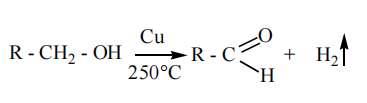 R - CH₂ - OH Cu 250°C R - C O H + H₂↑